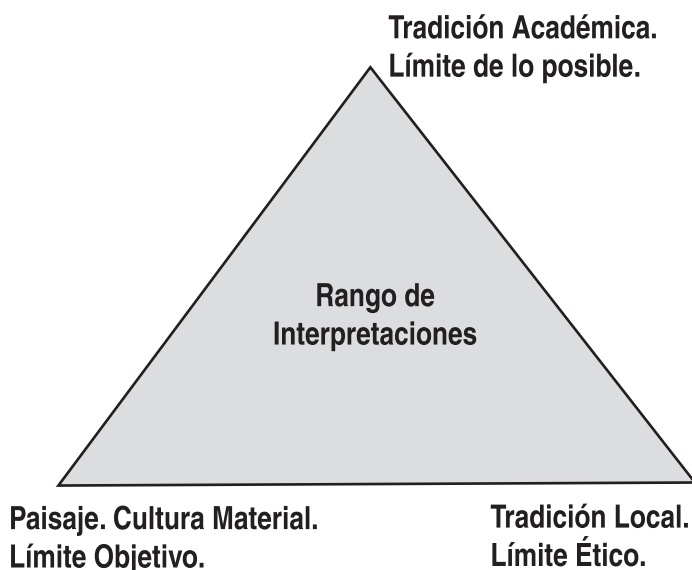 Tradición Académica.
Límite de lo posible.
Rango de
Interpretaciones
Paisaje. Cultura Material.
Límite Objetivo.
Tradición Local.
Límite Ético.